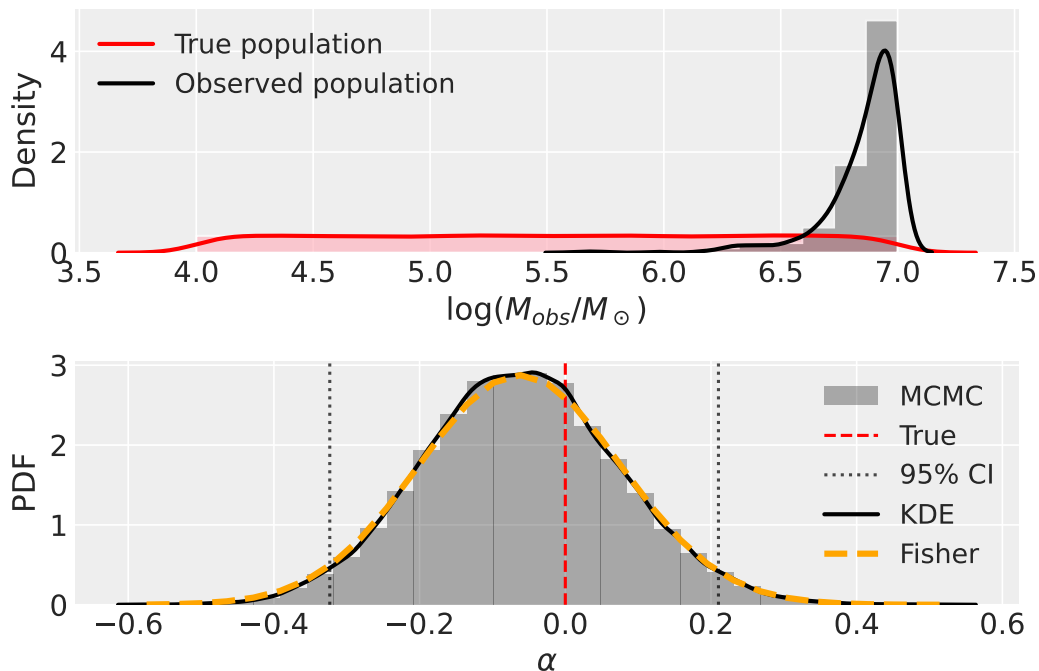 Density
4
2
0
True population
Observed population
3.5 4.0 4.5 5.0 5.5 6.0 6.5 7.0 7.5
log(M_obs/M_⊙)
PDF
3
2
1
0
MCMC
True
95% CI
KDE
Fisher
−0.6 −0.4 −0.2 0.0 0.2 0.4 0.6
α